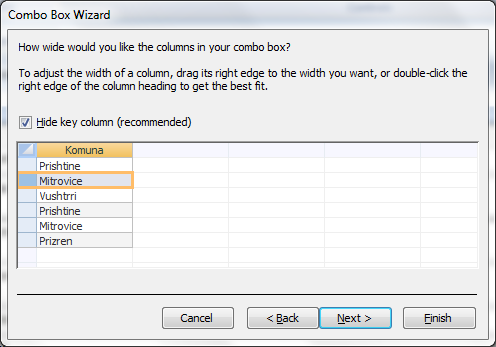 Combo Box Wizard
How wide would you like the columns in your combo box?
To adjust the width of a column, drag its right edge to the width you want, or double-click the
right edge of the column heading to get the best fit.
Hide key column (recommended)
Komuna
Prishtine
Mitrovice
Vushtrri
Prishtine
Mitrovice
Prizren
Cancel < Back Next > Finish